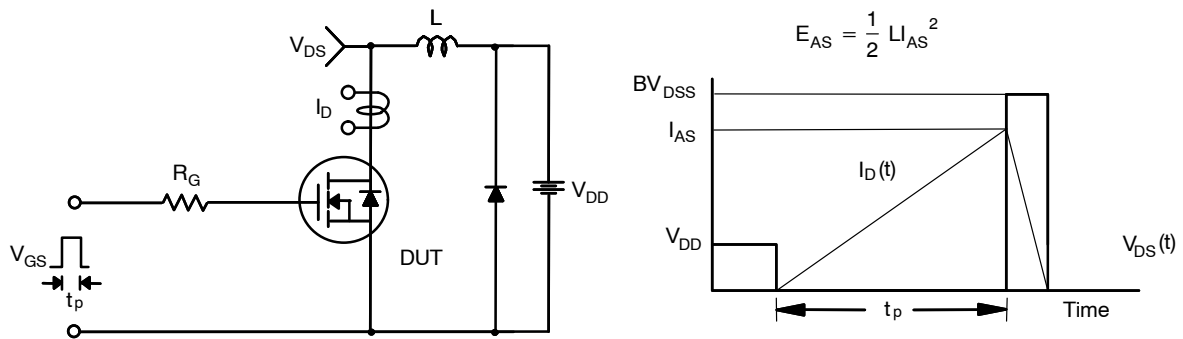 L
V_DS
I_D
R_G
V_DD
DUT
V_GS
t_p
E_AS = 1/2 LI_AS^2
BV_DSS
I_AS
I_D(t)
V_DD
V_DS(t)
t_p
Time